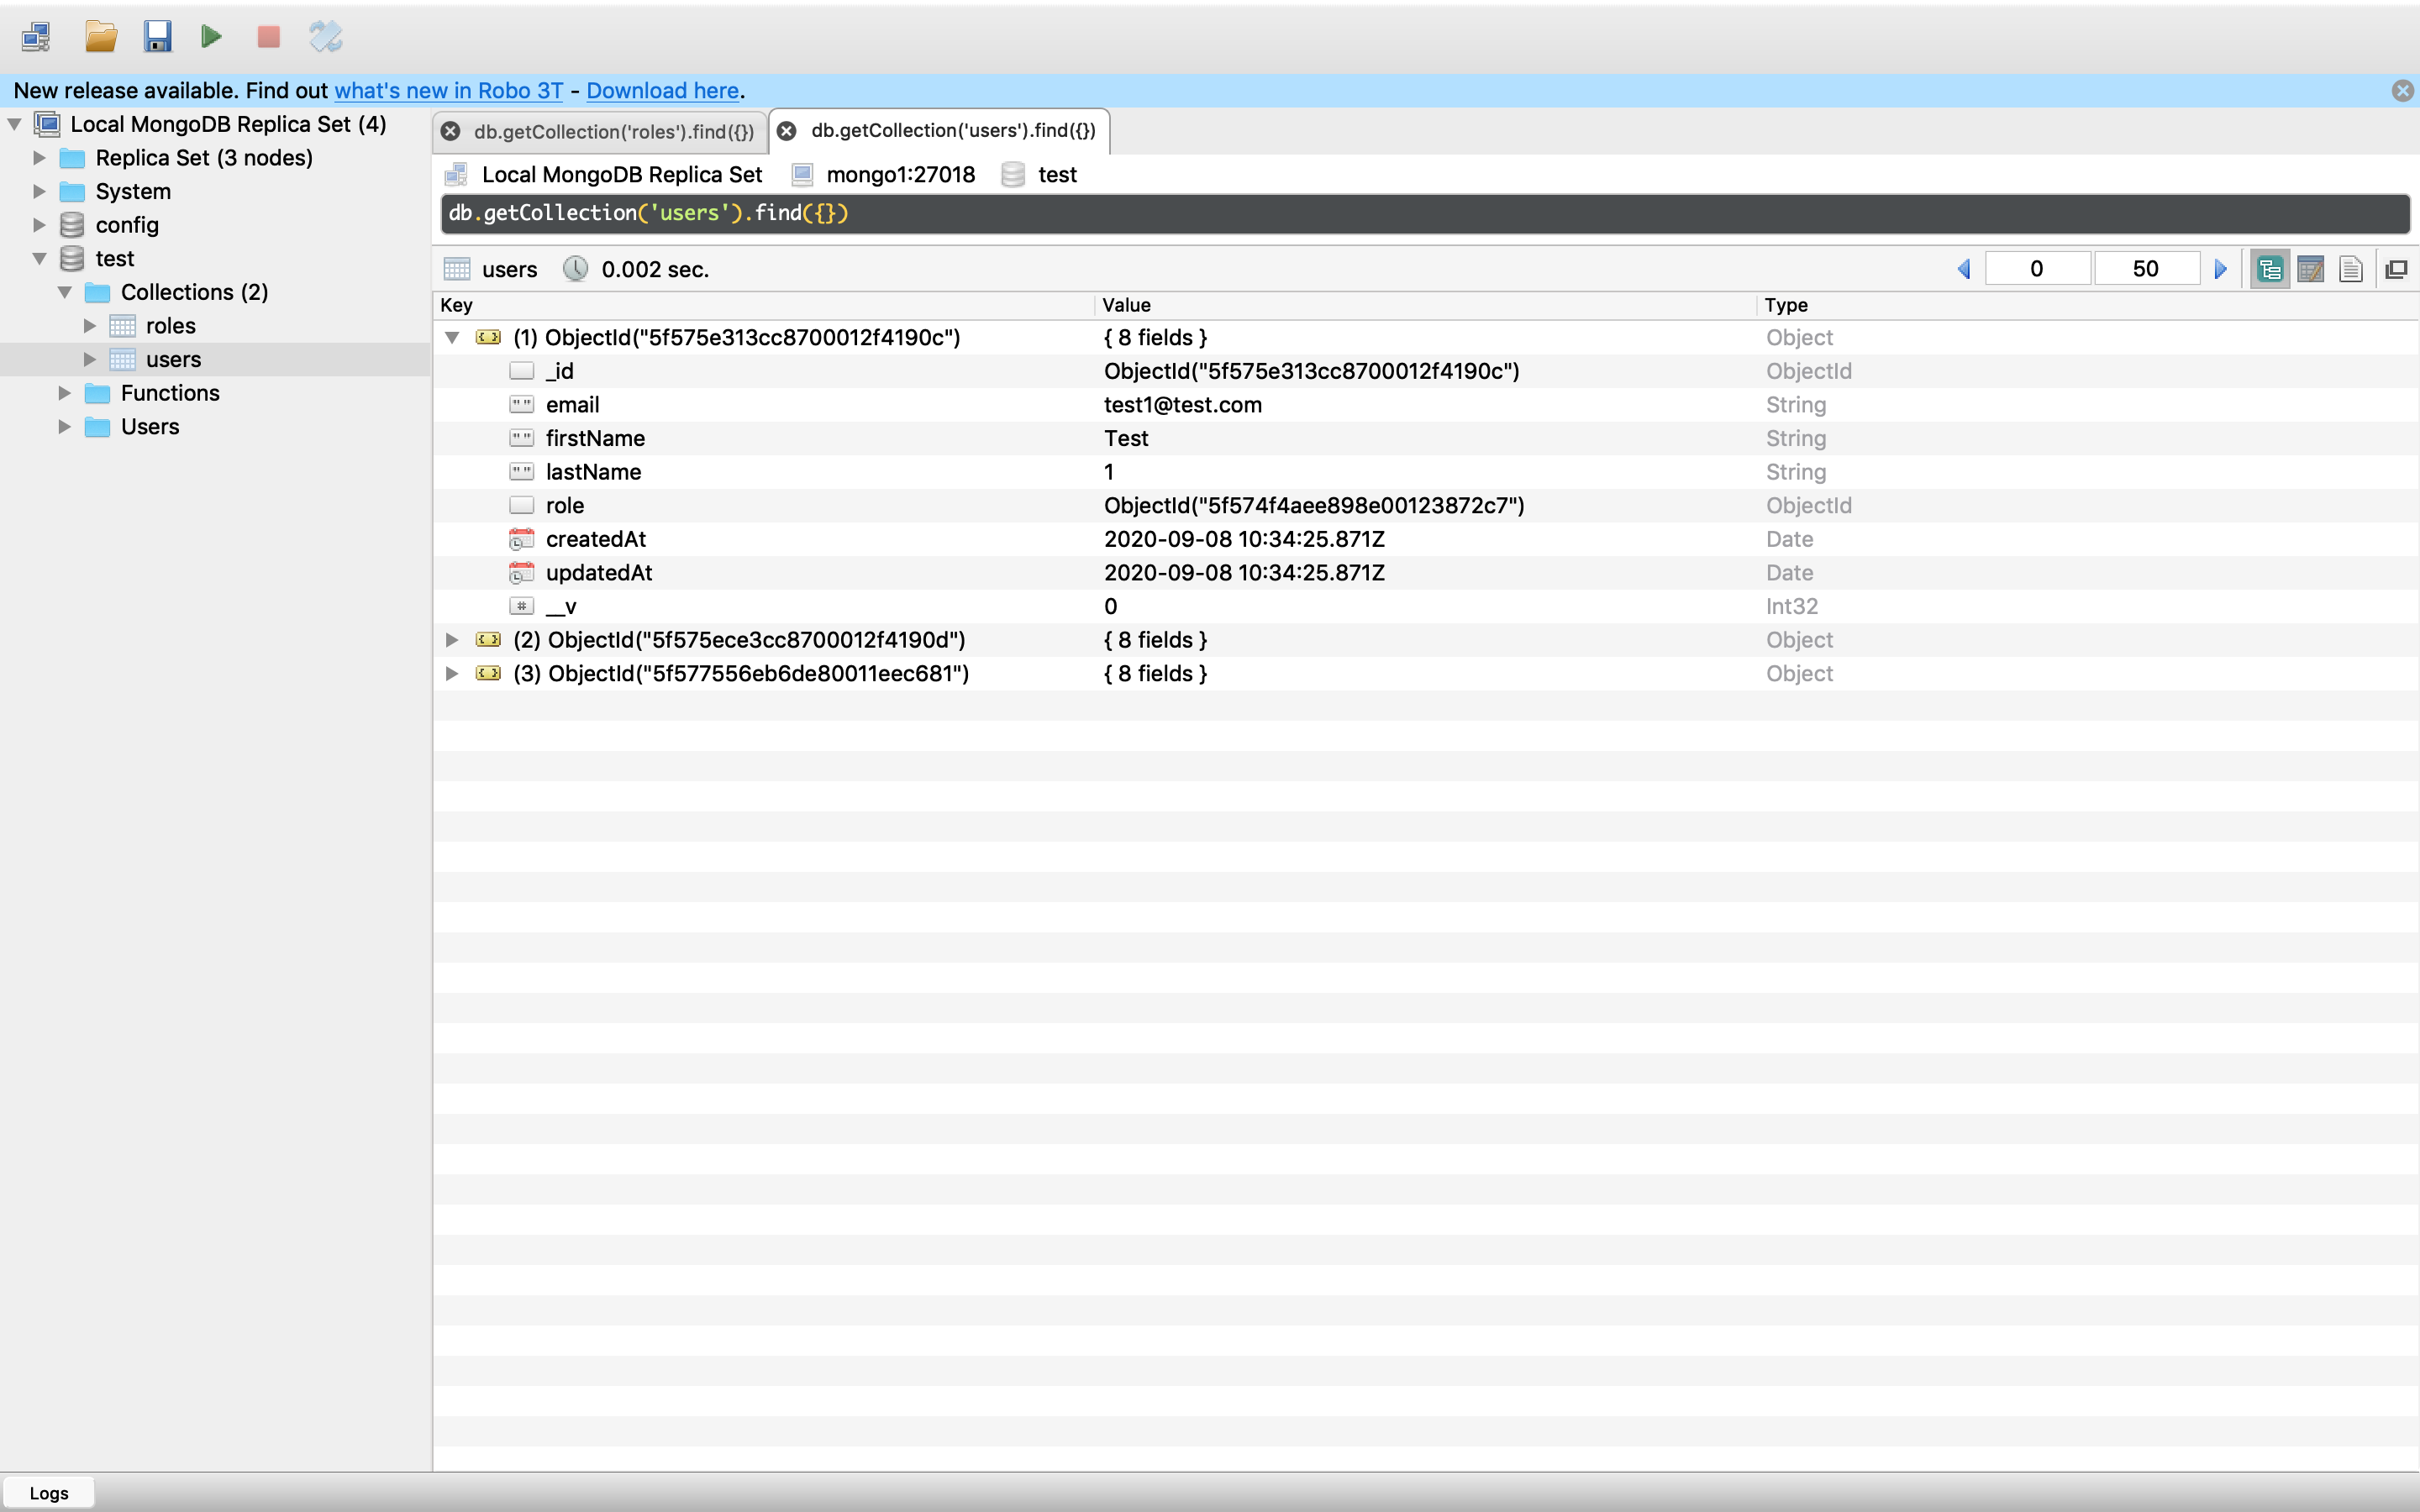 New release available. Find out what's new in Robo 3T - Download here.
Local MongoDB Replica Set (4)
Replica Set (3 nodes)
System
config
test
Collections (2)
roles
users
Functions
Users
db.getCollection('roles').find({})
db.getCollection('users').find({})
Local MongoDB Replica Set mongo1:27018 test
db.getCollection('users').find({})
users 0.002 sec. 0 50
Key Value Type
(1) ObjectId("5f575e313cc8700012f4190c") { 8 fields } Object
_id ObjectId("5f575e313cc8700012f4190c") ObjectId
" " email test1@test.com String
" " firstName Test String
" " lastName 1 String
role ObjectId("5f574f4aee898e00123872c7") ObjectId
createdAt 2020-09-08 10:34:25.871Z Date
updatedAt 2020-09-08 10:34:25.871Z Date
# __v 0 Int32
(2) ObjectId("5f575ece3cc8700012f4190d") { 8 fields } Object
(3) ObjectId("5f577556eb6de80011eec681") { 8 fields } Object
Logs